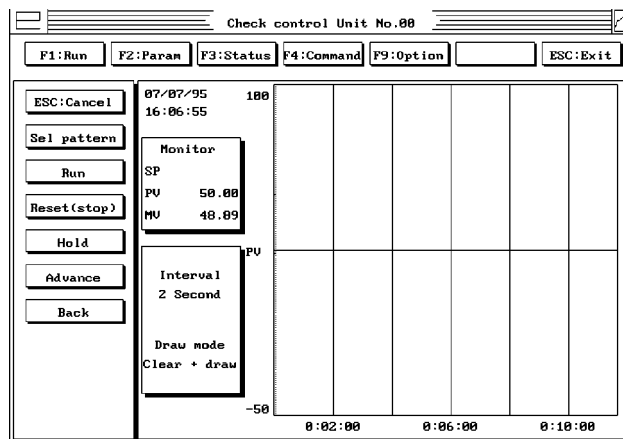 Check control Unit No.00
F1:Run F2:Param F3:Status F4:Command F9:Option ESC:Exit
ESC:Cancel
Sel pattern
Run
Reset(stop)
Hold
Advance
Back
07/07/95
16:06:55
Monitor
SP
PV 50.00
MV 48.89
Interval
2 Second
Draw mode
Clear + draw
100
PV
-50
0:02:00 0:06:00 0:10:00